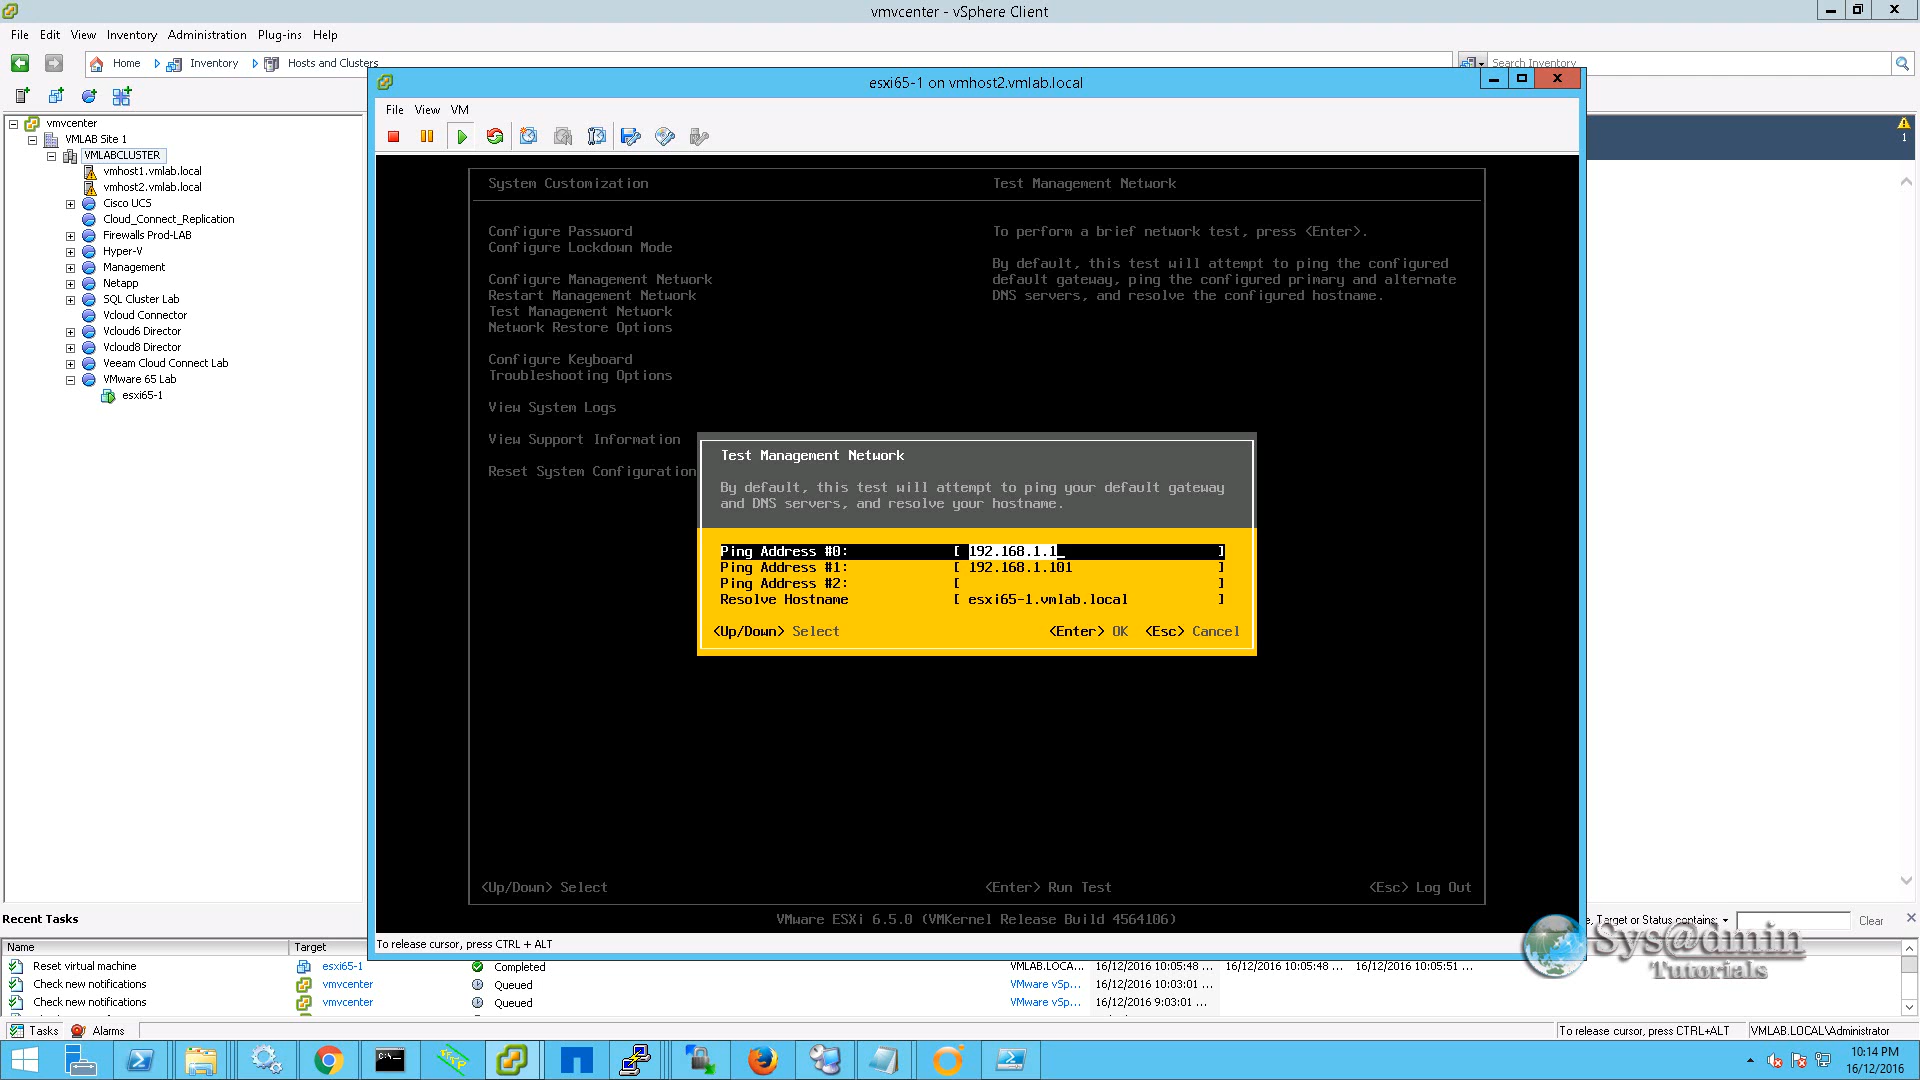 vmvcenter - vSphere Client
File Edit View Inventory Administration Plug-ins Help
Home Inventory Hosts and Clusters
Search Inventory
esxi65-1 on vmhost2.vmlab.local
File View VM
1
vmvcenter
VMLAB Site 1
VMLABCLUSTER
vmhost1.vmlab.local
vmhost2.vmlab.local
Cisco UCS
Cloud_Connect_Replication
Firewalls Prod-LAB
Hyper-V
Management
Netapp
SQL Cluster Lab
Vcloud Connector
Vcloud6 Director
Vcloud8 Director
Veeam Cloud Connect Lab
VMware 65 Lab
esxi65-1
System Customization
Configure Password
Configure Lockdown Mode
Configure Management Network
Restart Management Network
Test Management Network
Network Restore Options
Configure Keyboard
Troubleshooting Options
View System Logs
View Support Information
Reset System Configuration
Test Management Network
To perform a brief network test, press <Enter>.
By default, this test will attempt to ping the configured
default gateway, ping the configured primary and alternate
DNS servers, and resolve the configured hostname.
Test Management Network
By default, this test will attempt to ping your default gateway
and DNS servers, and resolve your hostname.
Ping Address #0: [ 192.168.1.1_ ]
Ping Address #1: [ 192.168.1.101 ]
Ping Address #2: [ ]
Resolve Hostname [ esxi65-1.vmlab.local ]
<Up/Down> Select <Enter> OK <Esc> Cancel
<Up/Down> Select <Enter> Run Test <Esc> Log Out
VMware ESXi 6.5.0 (VMKernel Release Build 4564106)
To release cursor, press CTRL + ALT
Recent Tasks
e, Target or Status contains: Clear
Name Target
Reset virtual machine esxi65-1 Completed VMLAB.LOCA... 16/12/2016 10:05:48 ... 16/12/2016 10:05:48 ... 16/12/2016 10:05:51 ...
Check new notifications vmvcenter Queued VMware vSp... 16/12/2016 10:03:01 ...
Check new notifications vmvcenter Queued VMware vSp... 16/12/2016 9:03:01 ...
Sys@dmin
Tutorials
Tasks Alarms
To release cursor, press CTRL+ALT VMLAB.LOCAL\Administrator
10:14 PM
16/12/2016